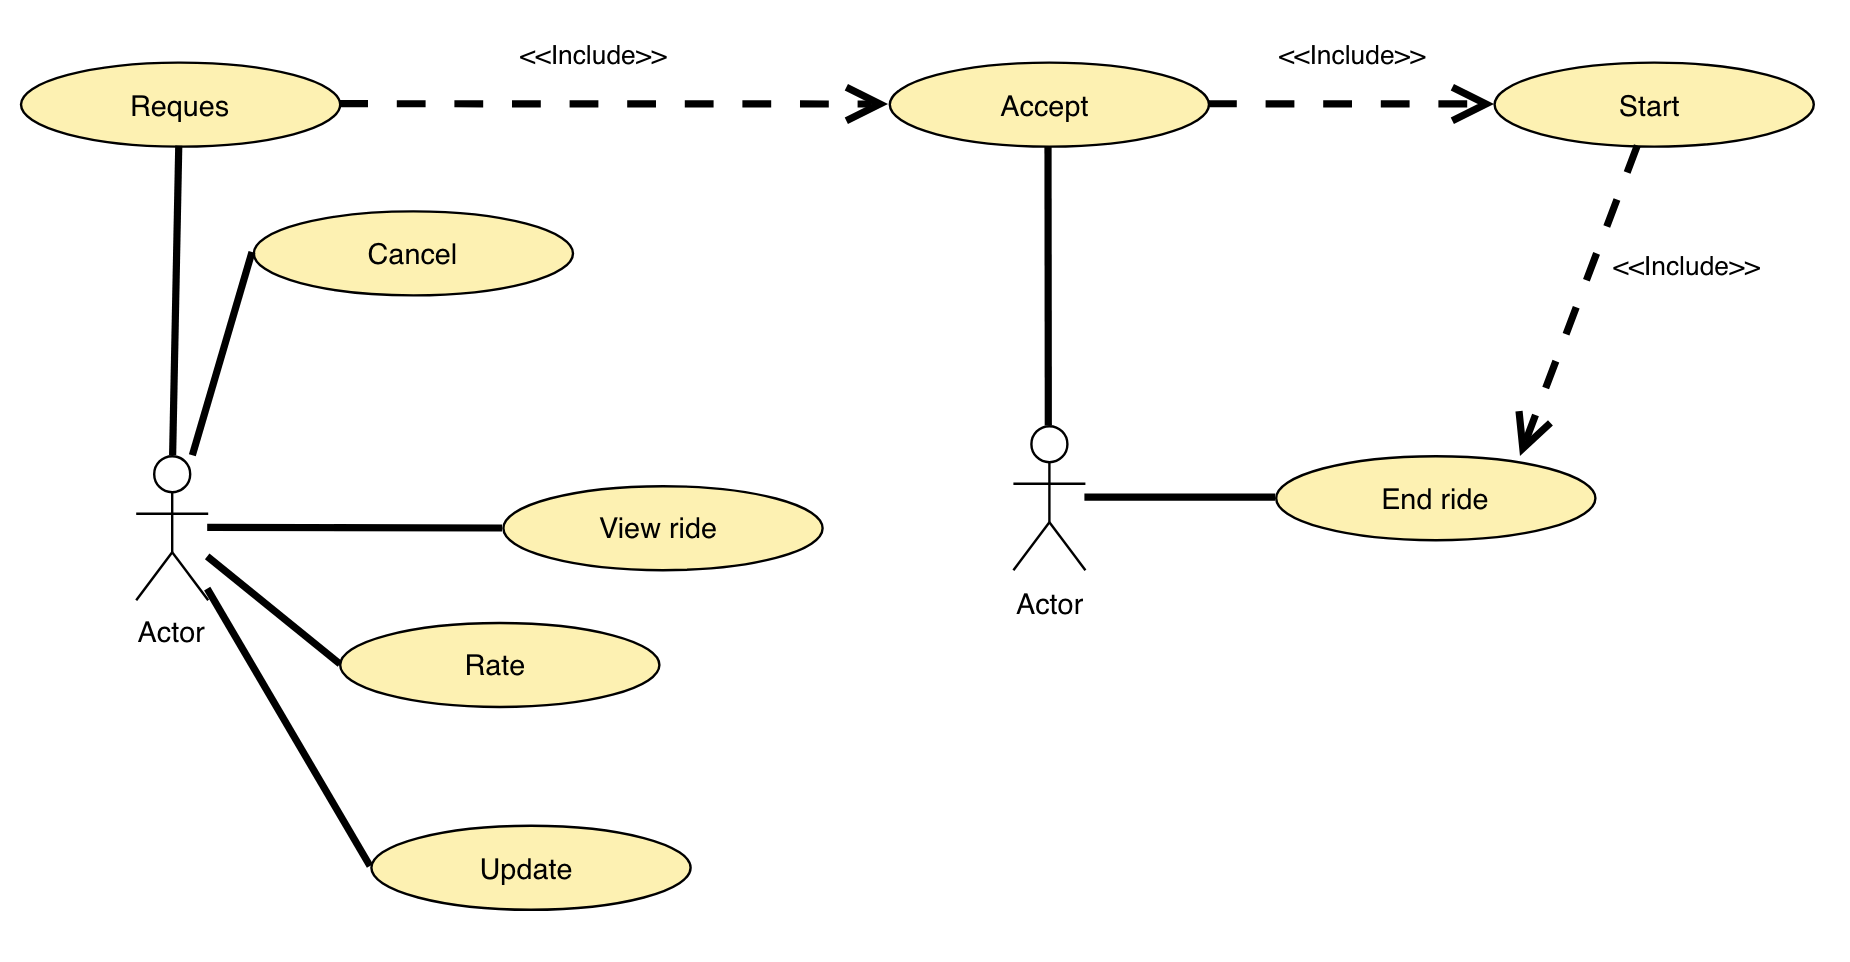 <<Include>>
<<Include>>
Reques
Accept
Start
Cancel
<<Include>>
End ride
View ride
Actor
Actor
Rate
Update